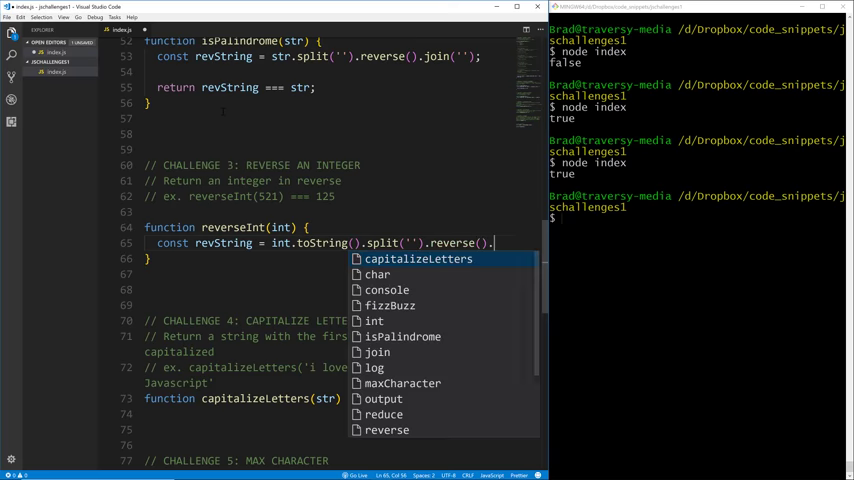 index.js - jschallenges1 - Visual Studio Code
File Edit Selection View Go Debug Tasks Help
EXPLORER
OPEN EDITORS 1 UNSAVED
index.js
JSCHALLENGES1
index.js
index.js
52 function isPalindrome(str) {
53 const revString = str.split('').reverse().join('');
54
55 return revString === str;
56 }
57
58
59
60 // CHALLENGE 3: REVERSE AN INTEGER
61 // Return an integer in reverse
62 // ex. reverseInt(521) === 125
63
64 function reverseInt(int) {
65 const revString = int.toString().split('').reverse().
66 }
67
68
69
70 // CHALLENGE 4: CAPITALIZE LETTE
71 // Return a string with the first
capitalized
72 // ex. capitalizeLetters('i love
Javascript'
73 function capitalizeLetters(str)
74
75
76
77 // CHALLENGE 5: MAX CHARACTER
capitalizeLetters
char
console
fizzBuzz
int
isPalindrome
join
log
maxCharacter
output
reduce
reverse
0 0
Go Live Ln 65, Col 56 Spaces: 2 UTF-8 CRLF JavaScript Prettier
MINGW64:/d/Dropbox/code_snippets/jschallenges1
Brad@traversy-media /d/Dropbox/code_snippets/j
schallenges1
$ node index
false
Brad@traversy-media /d/Dropbox/code_snippets/j
schallenges1
$ node index
true
Brad@traversy-media /d/Dropbox/code_snippets/j
schallenges1
$ node index
true
Brad@traversy-media /d/Dropbox/code_snippets/j
schallenges1
$